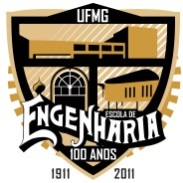 UFMG
ESCOLA DE
ENGENHARIA
100 ANOS
1911 2011